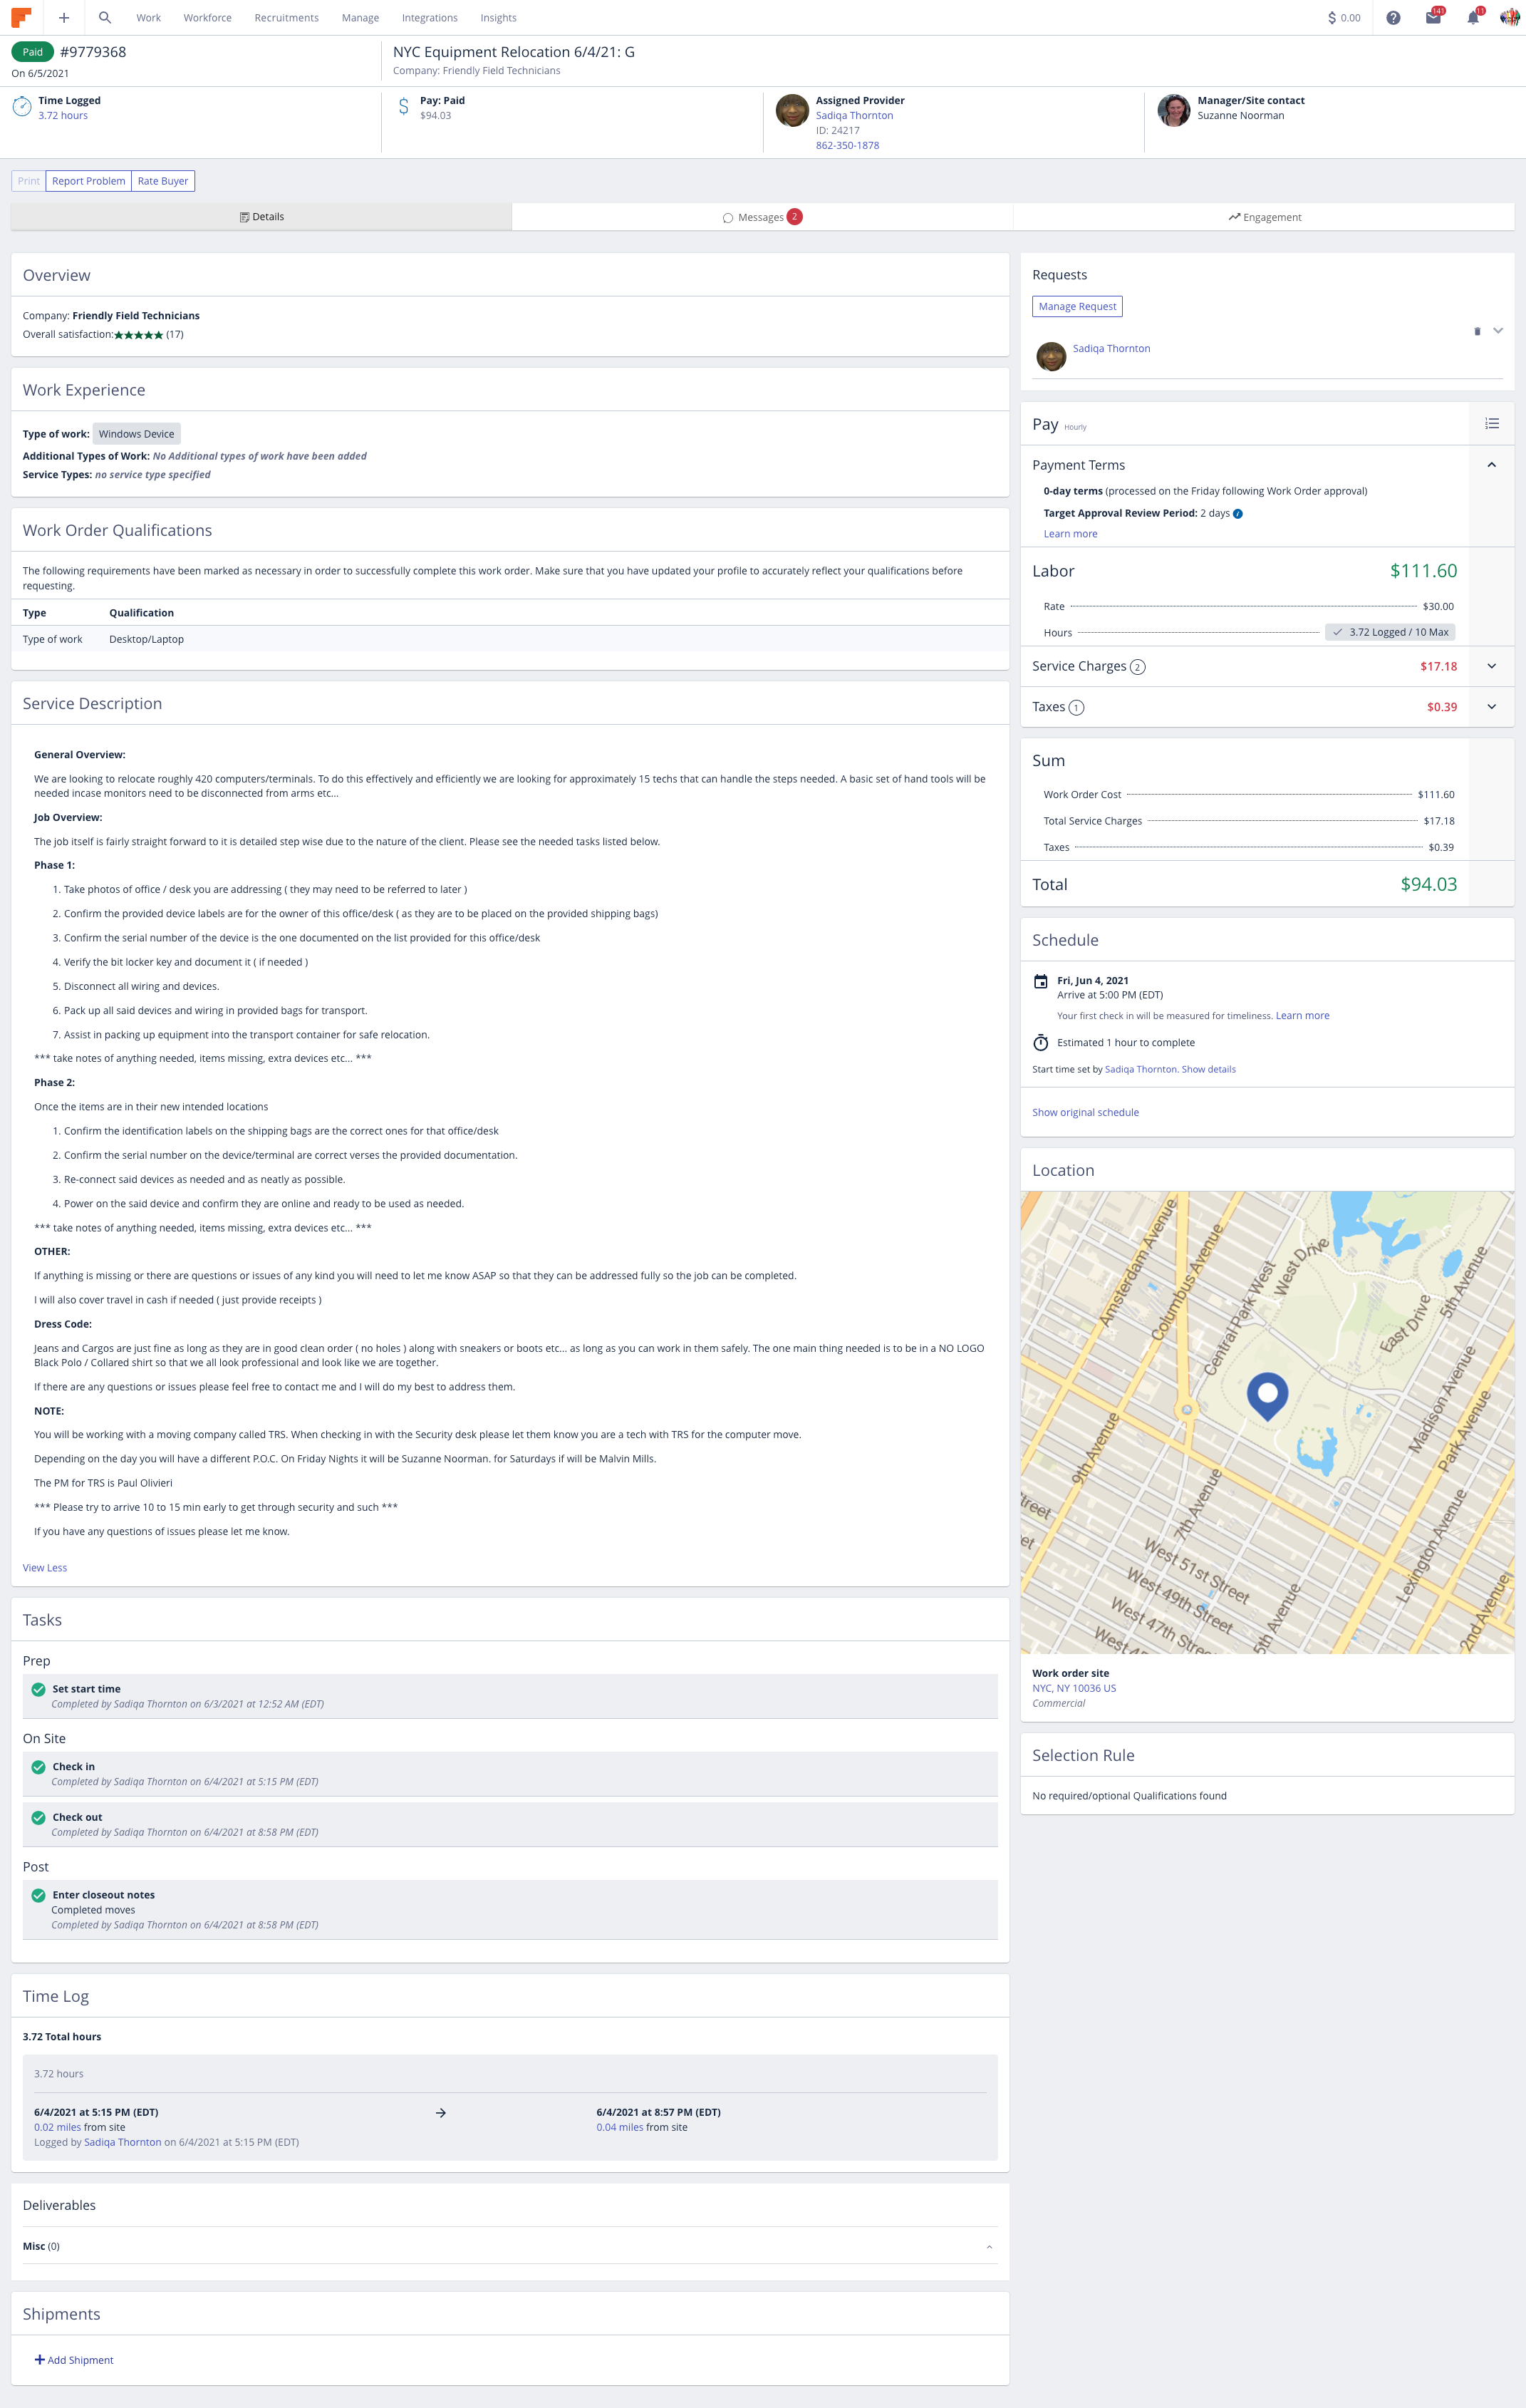 Work Workforce Recruitments Manage Integrations Insights $ 0.00 141 11
Paid #9779368
On 6/5/2021
NYC Equipment Relocation 6/4/21: G
Company: Friendly Field Technicians
Time Logged
3.72 hours
Pay: Paid
$94.03
Assigned Provider
Sadiqa Thornton
ID: 24217
862-350-1878
Manager/Site contact
Suzanne Noorman
Print Report Problem Rate Buyer
Details Messages 2 Engagement
Overview
Company: Friendly Field Technicians
Overall satisfaction:★★★★★ (17)
Work Experience
Type of work: Windows Device
Additional Types of Work: No Additional types of work have been added
Service Types: no service type specified
Work Order Qualifications
The following requirements have been marked as necessary in order to successfully complete this work order. Make sure that you have updated your profile to accurately reflect your qualifications before
requesting.
Type Qualification
Type of work Desktop/Laptop
Service Description
General Overview:
We are looking to relocate roughly 420 computers/terminals. To do this effectively and efficiently we are looking for approximately 15 techs that can handle the steps needed. A basic set of hand tools will be
needed incase monitors need to be disconnected from arms etc...
Job Overview:
The job itself is fairly straight forward to it is detailed step wise due to the nature of the client. Please see the needed tasks listed below.
Phase 1:
1. Take photos of office / desk you are addressing ( they may need to be referred to later )
2. Confirm the provided device labels are for the owner of this office/desk ( as they are to be placed on the provided shipping bags)
3. Confirm the serial number of the device is the one documented on the list provided for this office/desk
4. Verify the bit locker key and document it ( if needed )
5. Disconnect all wiring and devices.
6. Pack up all said devices and wiring in provided bags for transport.
7. Assist in packing up equipment into the transport container for safe relocation.
*** take notes of anything needed, items missing, extra devices etc... ***
Phase 2:
Once the items are in their new intended locations
1. Confirm the identification labels on the shipping bags are the correct ones for that office/desk
2. Confirm the serial number on the device/terminal are correct verses the provided documentation.
3. Re-connect said devices as needed and as neatly as possible.
4. Power on the said device and confirm they are online and ready to be used as needed.
*** take notes of anything needed, items missing, extra devices etc... ***
OTHER:
If anything is missing or there are questions or issues of any kind you will need to let me know ASAP so that they can be addressed fully so the job can be completed.
I will also cover travel in cash if needed ( just provide receipts )
Dress Code:
Jeans and Cargos are just fine as long as they are in good clean order ( no holes ) along with sneakers or boots etc... as long as you can work in them safely. The one main thing needed is to be in a NO LOGO
Black Polo / Collared shirt so that we all look professional and look like we are together.
If there are any questions or issues please feel free to contact me and I will do my best to address them.
NOTE:
You will be working with a moving company called TRS. When checking in with the Security desk please let them know you are a tech with TRS for the computer move.
Depending on the day you will have a different P.O.C. On Friday Nights it will be Suzanne Noorman. for Saturdays if will be Malvin Mills.
The PM for TRS is Paul Olivieri
*** Please try to arrive 10 to 15 min early to get through security and such ***
If you have any questions of issues please let me know.
View Less
Tasks
Prep
Set start time
Completed by Sadiqa Thornton on 6/3/2021 at 12:52 AM (EDT)
On Site
Check in
Completed by Sadiqa Thornton on 6/4/2021 at 5:15 PM (EDT)
Check out
Completed by Sadiqa Thornton on 6/4/2021 at 8:58 PM (EDT)
Post
Enter closeout notes
Completed moves
Completed by Sadiqa Thornton on 6/4/2021 at 8:58 PM (EDT)
Time Log
3.72 Total hours
3.72 hours
6/4/2021 at 5:15 PM (EDT) → 6/4/2021 at 8:57 PM (EDT)
0.02 miles from site 0.04 miles from site
Logged by Sadiqa Thornton on 6/4/2021 at 5:15 PM (EDT)
Deliverables
Misc (0)
Shipments
+ Add Shipment
Requests
Manage Request
Sadiqa Thornton
Pay Hourly
Payment Terms
0-day terms (processed on the Friday following Work Order approval)
Target Approval Review Period: 2 days
Learn more
Labor $111.60
Rate $30.00
Hours 3.72 Logged / 10 Max
Service Charges 2 $17.18
Taxes 1 $0.39
Sum
Work Order Cost $111.60
Total Service Charges $17.18
Taxes $0.39
Total $94.03
Schedule
Fri, Jun 4, 2021
Arrive at 5:00 PM (EDT)
Your first check in will be measured for timeliness. Learn more
Estimated 1 hour to complete
Start time set by Sadiqa Thornton. Show details
Show original schedule
Location
Amsterdam Avenue
Columbus Avenue
Central Park West
West Drive
East Drive
5th Avenue
Madison Avenue
Park Avenue
9th Avenue
7th Avenue
Street
West 51st Street
West 49th Street
West 47th Stree
5th Avenue
Lexington Avenue
2nd Avenue
Work order site
NYC, NY 10036 US
Commercial
Selection Rule
No required/optional Qualifications found